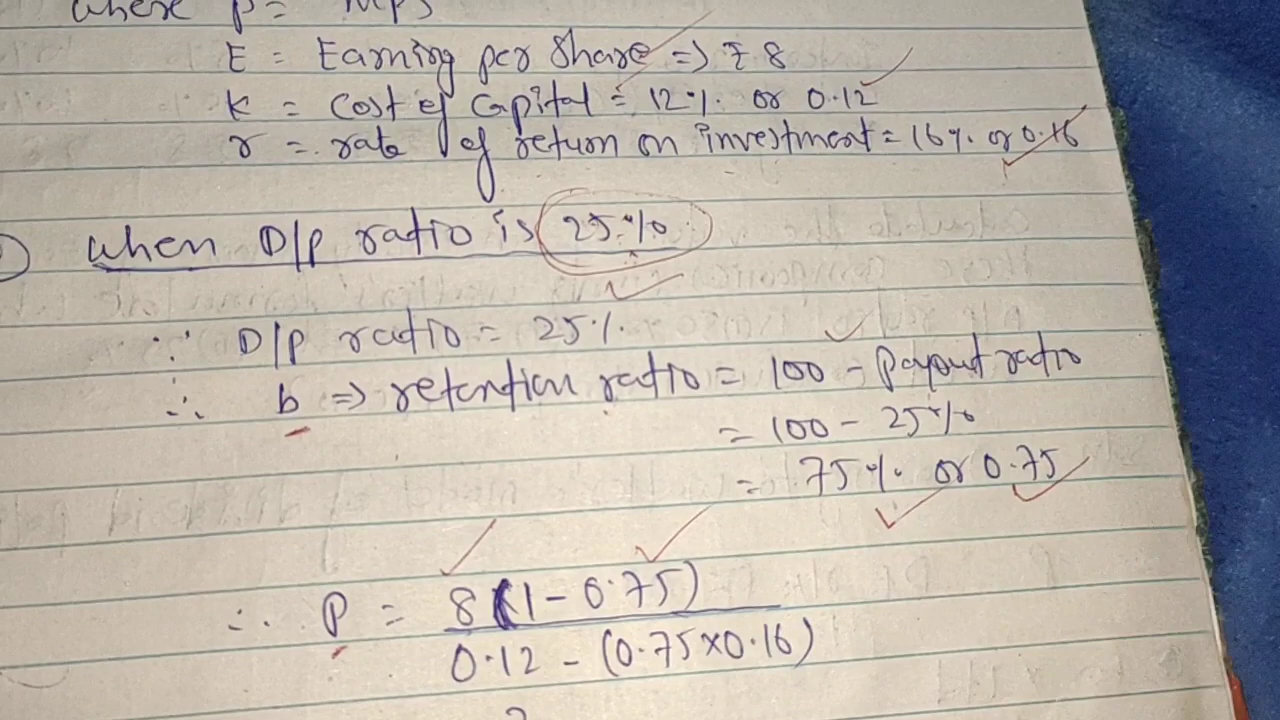 where P = MPS
E = Earning per Share => ₹ 8
K = Cost of Capital = 12% or 0.12
r = rate of return on investment = 16% or 0.16
when D/P ratio is 25%
∵ D/P ratio = 25%.
∴ b => retention ratio = 100 - Payout ratio
= 100 - 25%
= 75% or 0.75
∴ P = 8(1 - 0.75)
0.12 - (0.75×0.16)